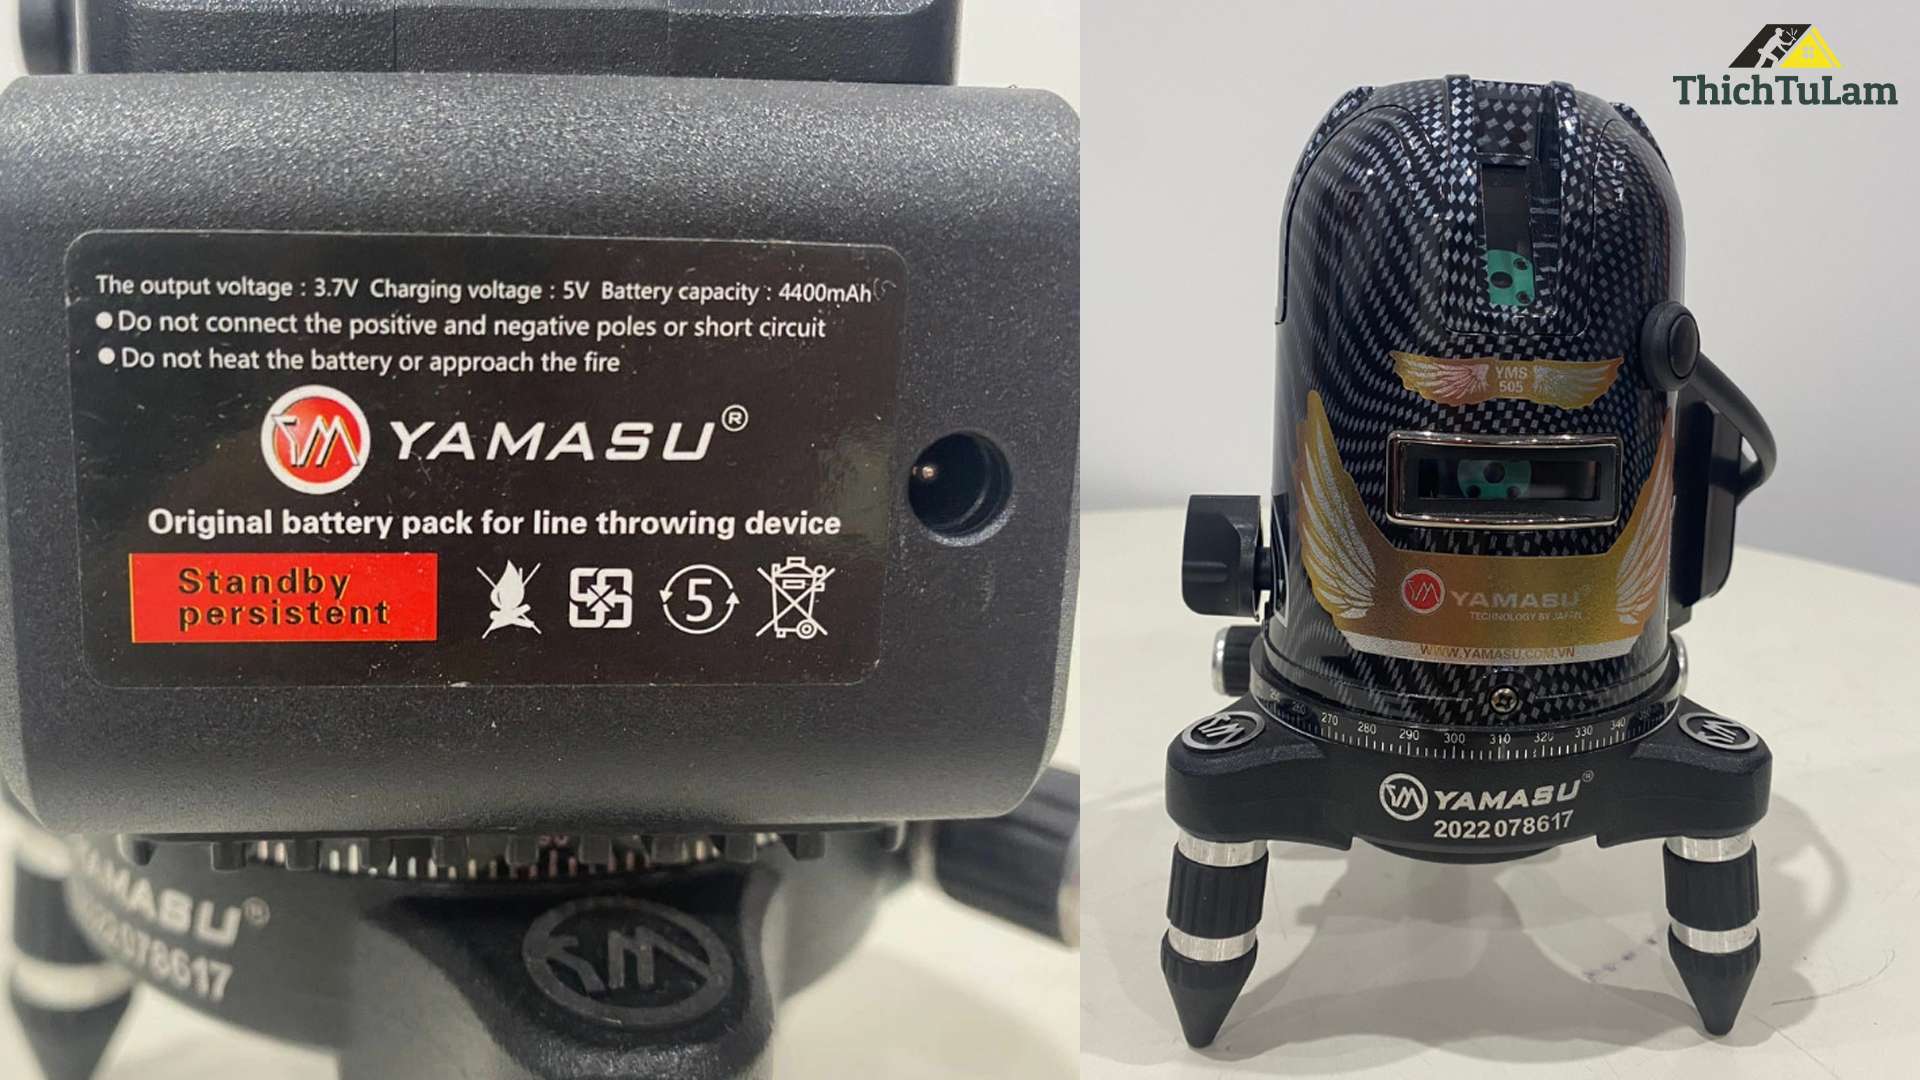 The output voltage : 3.7V Charging voltage : 5V Battery capacity : 4400mAh
●Do not connect the positive and negative poles or short circuit
●Do not heat the battery or approach the fire
YAMASU®
Original battery pack for line throwing device
Standby
persistent
5
YAMASU®
2022078617
ThichTuLam
YMS
505
YAMASU®
TECHNOLOGY BY JAPAN
WWW.YAMASU.COM.VN
260 270 280 290 300 310 320 330 340
YAMASU®
2022078617